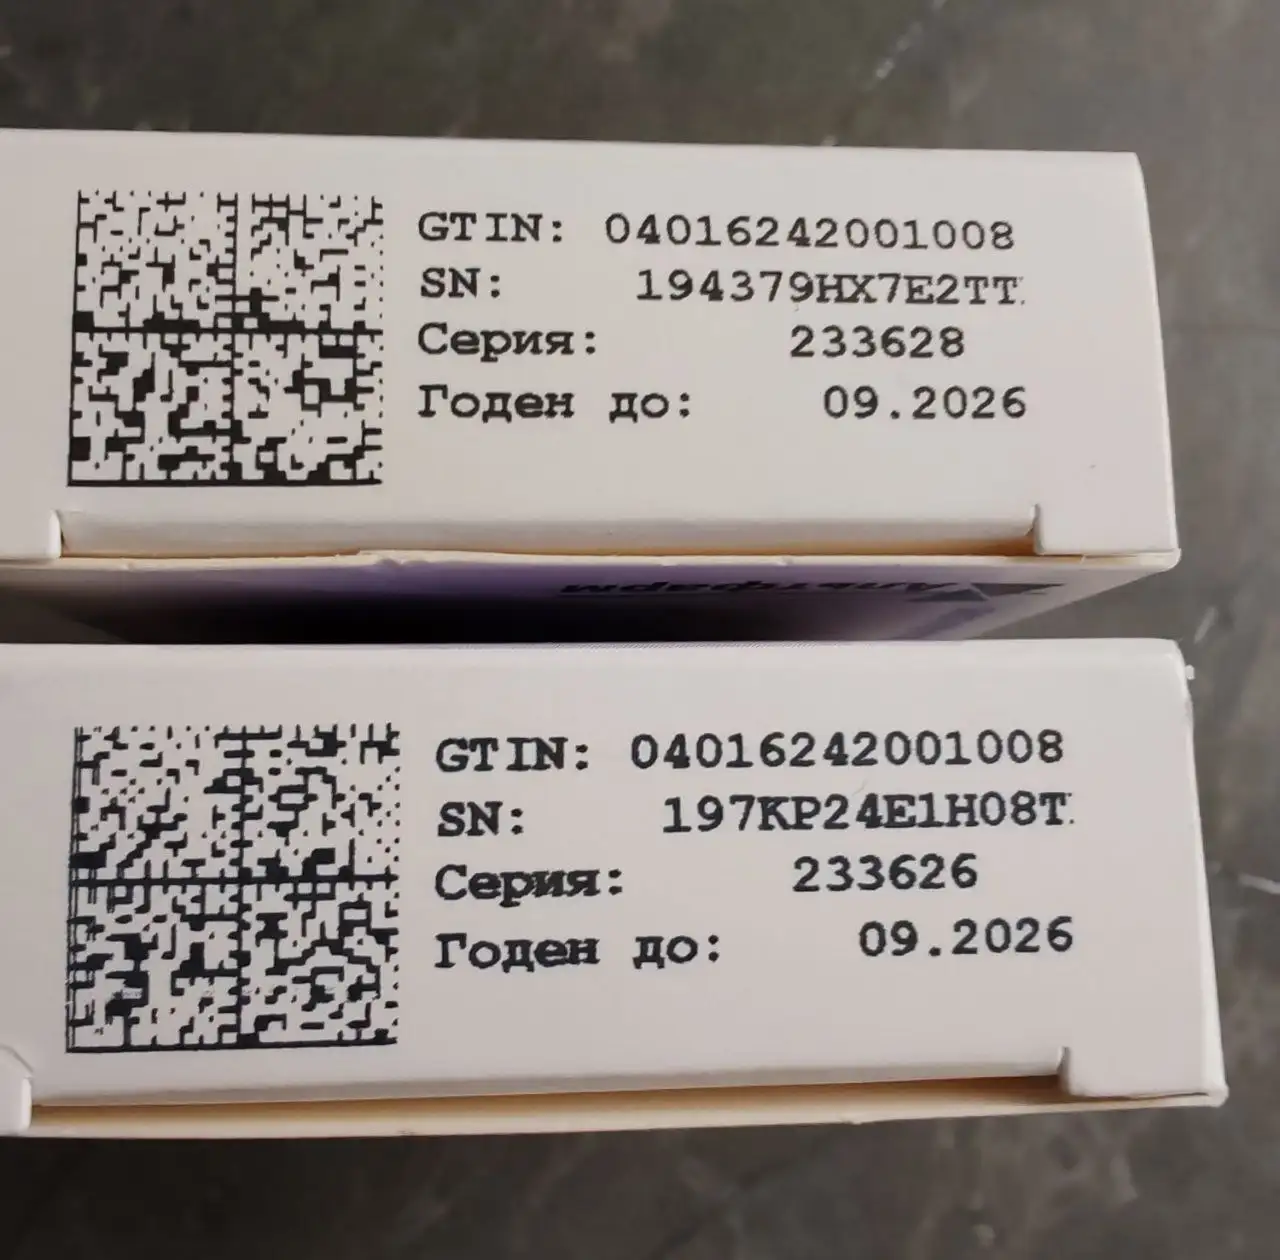 GTIN: 04016242001008
SN: 194379HX7E2TT
Серия: 233628
Годен до: 09.2026
Альтфарм
GTIN: 04016242001008
SN: 197KP24E1H08T
Серия: 233626
Годен до: 09.2026